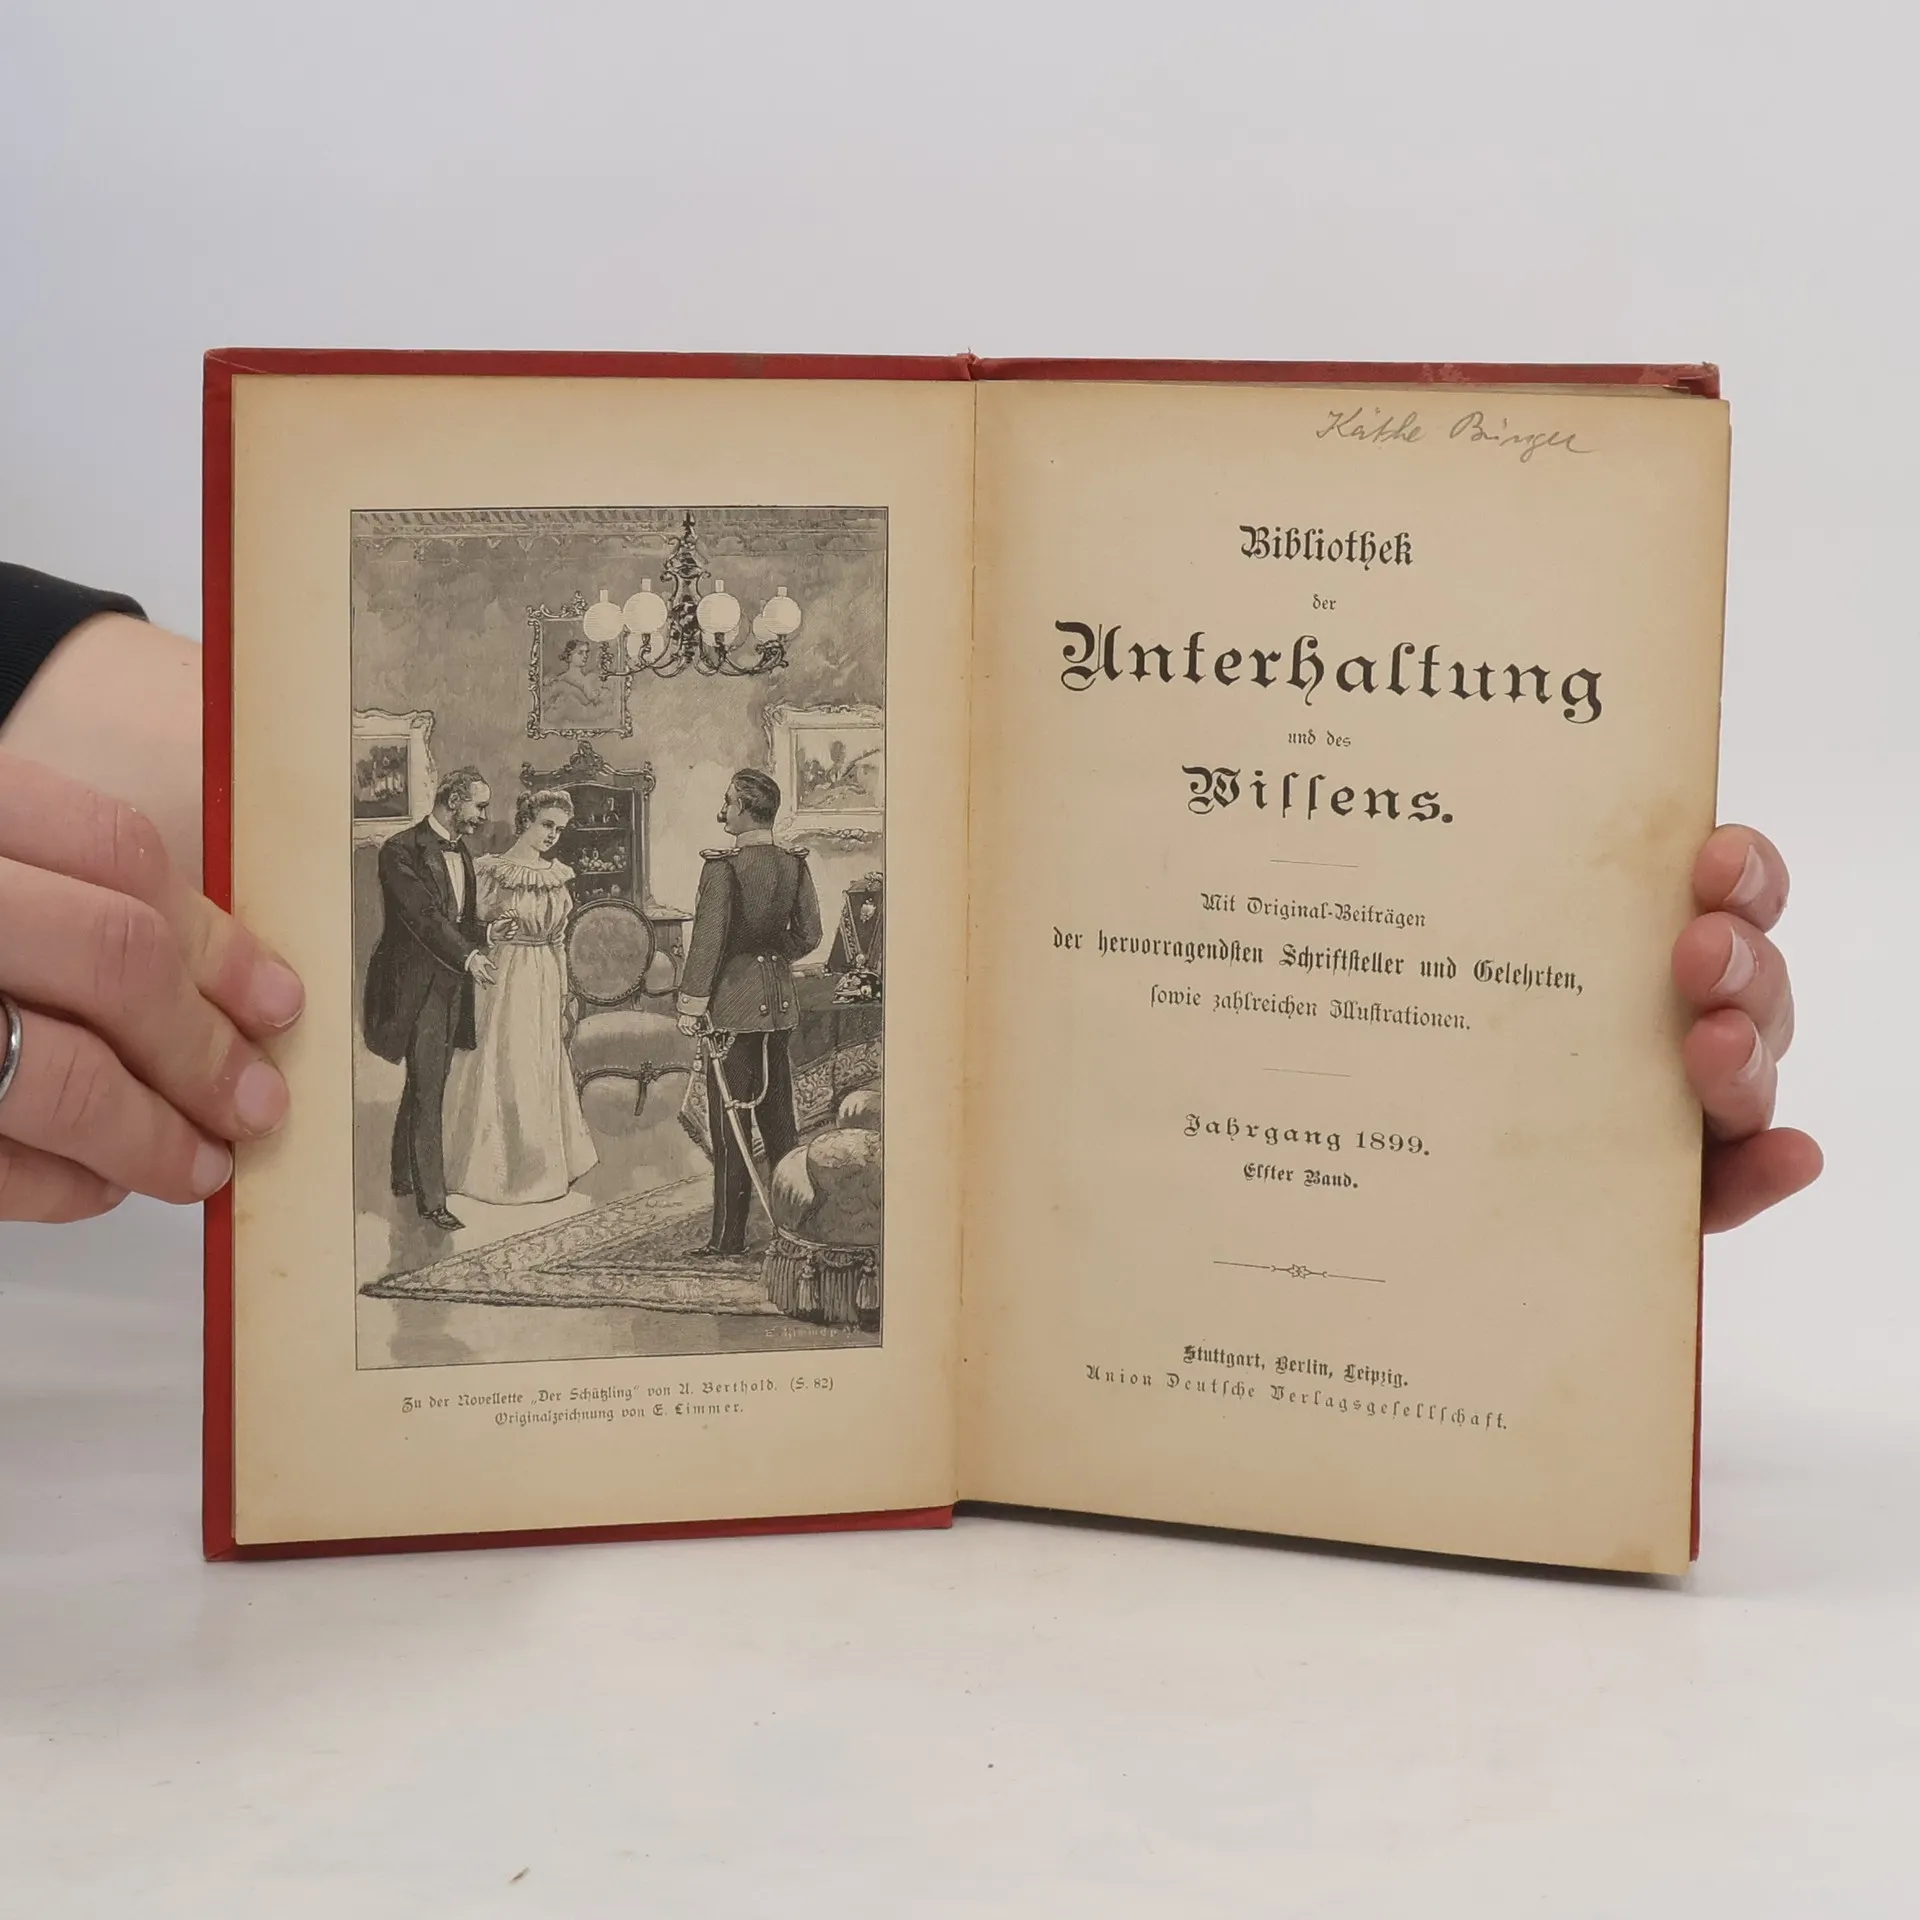 Zu der Novellette „Der Schützling“ von A. Berthold. (S. 82)
Originalzeichnung von E. Limmer.
Käthe Bürger
Bibliothek
der
Unterhaltung
und des
Wissens.
Mit Original-Beiträgen
der hervorragendsten Schriftsteller und Gelehrten,
sowie zahlreichen Illustrationen.
Jahrgang 1899.
Elfter Band.
Stuttgart, Berlin, Leipzig.
Union Deutsche Verlagsgesellschaft.